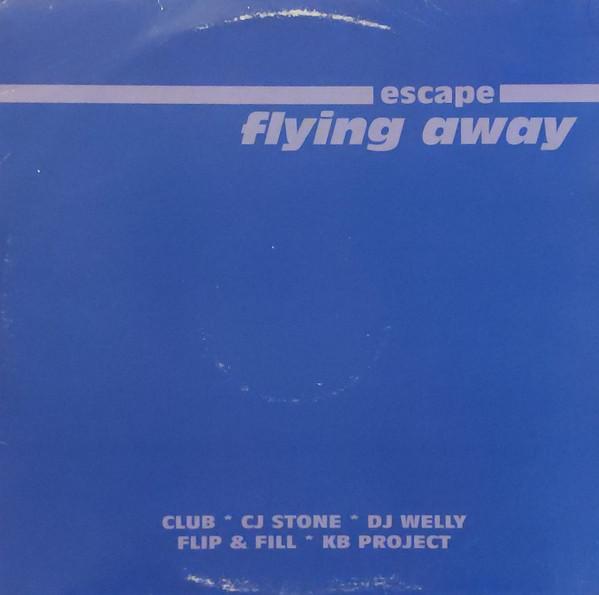 escape
flying away
CLUB * CJ STONE * DJ WELLY
FLIP & FILL * KB PROJECT